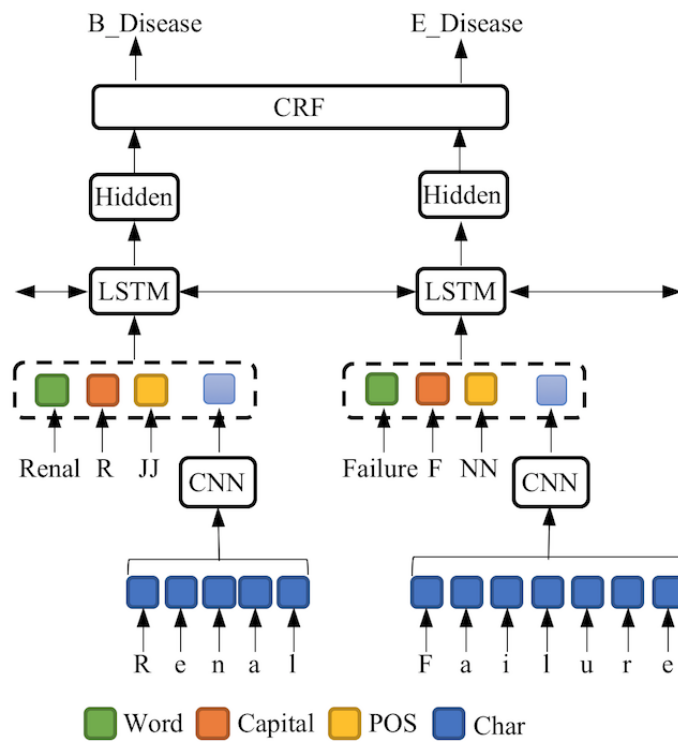 B_Disease E_Disease
CRF
Hidden Hidden
LSTM LSTM
Renal R JJ Failure F NN
CNN CNN
R e n a l F a i l u r e
Word Capital POS Char